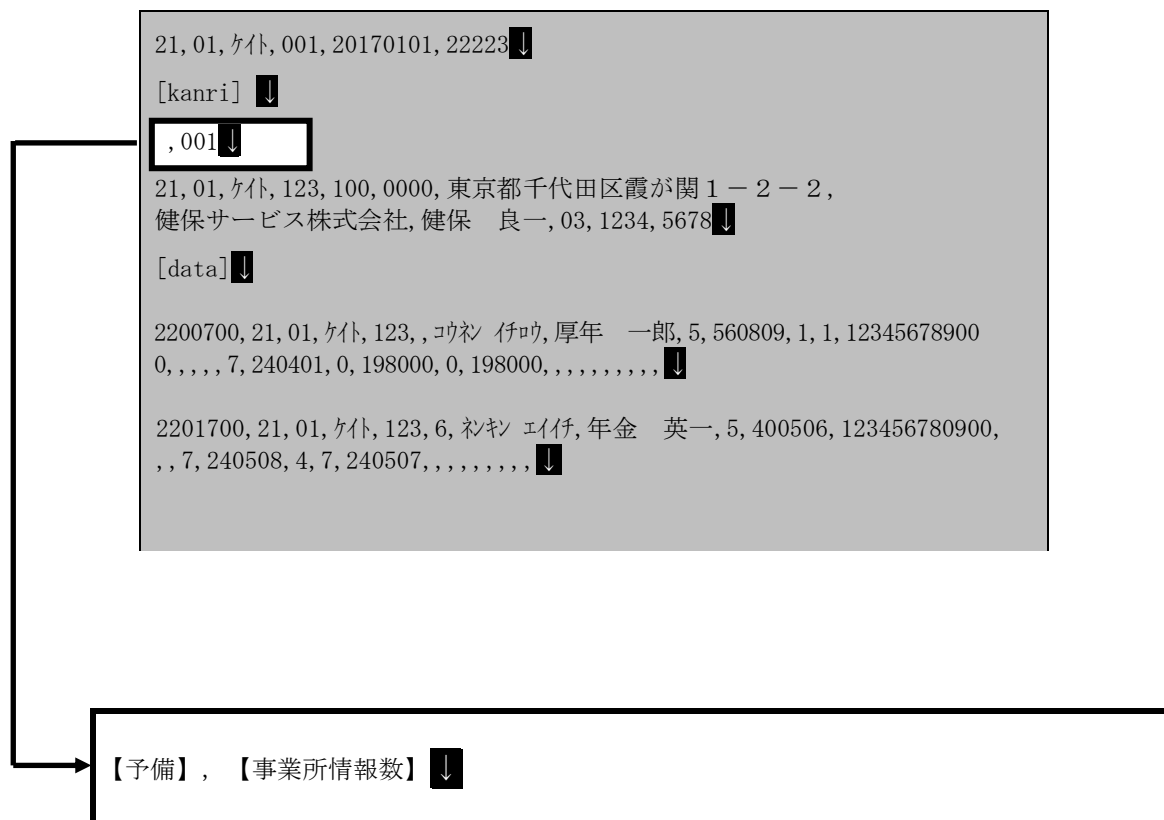 21,01,ｹｲﾄ,001,20170101,22223↓
[kanri] ↓
,001↓
21,01,ｹｲﾄ,123,100,0000,東京都千代田区霞が関１－２－２,
健保サービス株式会社,健保　良一,03,1234,5678↓
[data]↓
2200700,21,01,ｹｲﾄ,123,,ｺｳﾈﾝ ｲﾁﾛｳ,厚年　一郎,5,560809,1,1,12345678900
0,,,,,7,240401,0,198000,0,198000,,,,,,,,,,↓
2201700,21,01,ｹｲﾄ,123,6,ﾈﾝｷﾝ ｴｲｲﾁ,年金　英一,5,400506,123456780900,
,,7,240508,4,7,240507,,,,,,,,,↓
【予備】, 【事業所情報数】↓